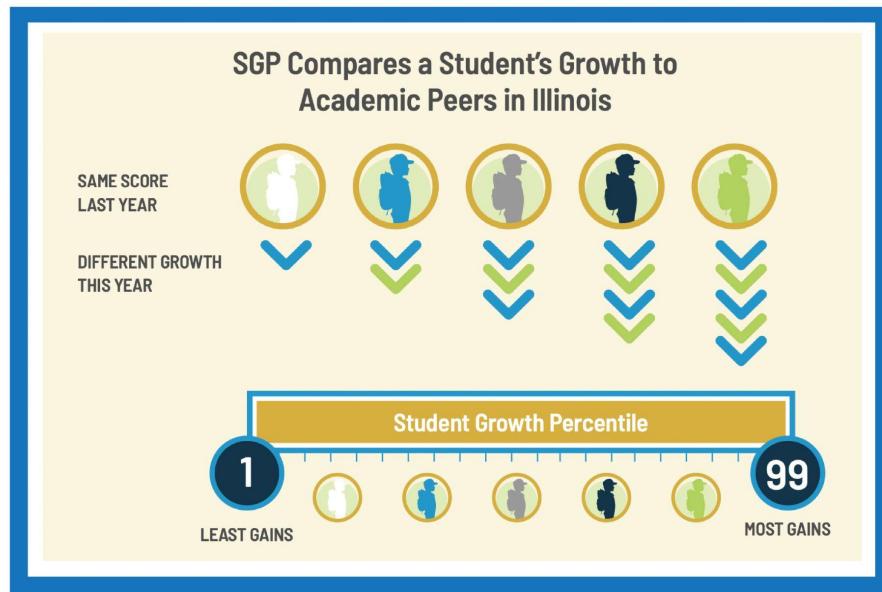 SGP Compares a Student's Growth to
Academic Peers in Illinois
SAME SCORE
LAST YEAR
DIFFERENT GROWTH
THIS YEAR
Student Growth Percentile
1
99
LEAST GAINS
MOST GAINS